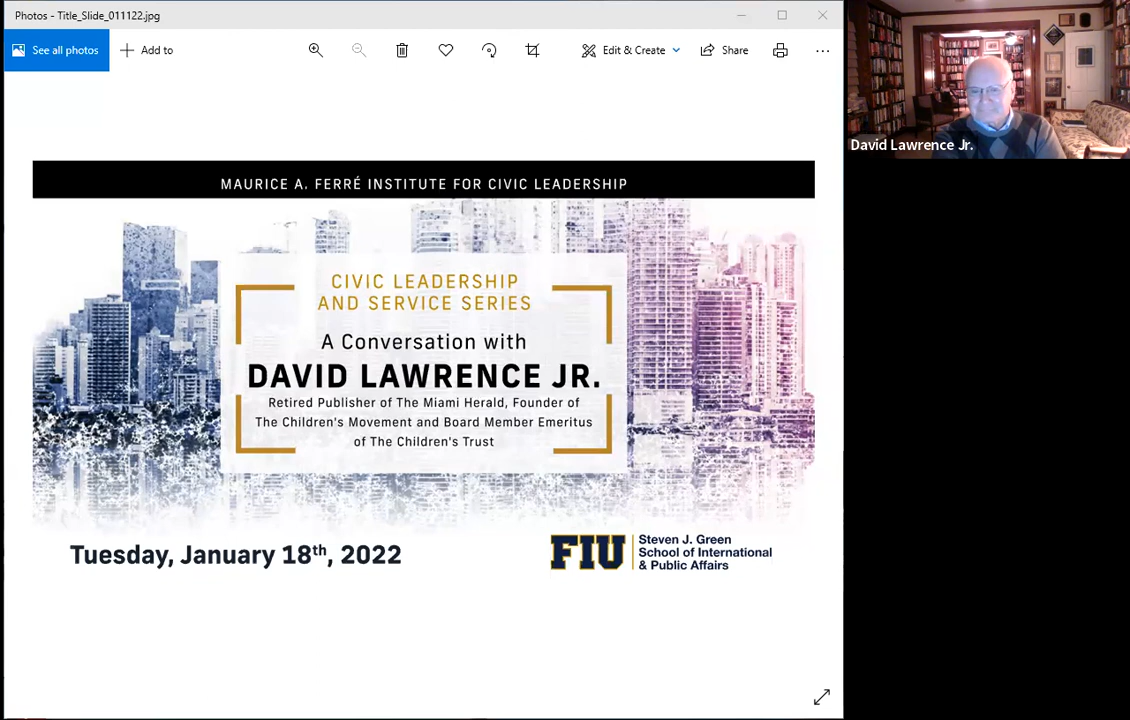 Photos - Title_Slide_011122.jpg
See all photos
Add to
Edit & Create
Share
David Lawrence Jr.
MAURICE A. FERRÉ INSTITUTE FOR CIVIC LEADERSHIP
CIVIC LEADERSHIP
AND SERVICE SERIES
A Conversation with
DAVID LAWRENCE JR.
Retired Publisher of The Miami Herald, Founder of
The Children's Movement and Board Member Emeritus
of The Children's Trust
Tuesday, January 18th, 2022
FIU
Steven J. Green
School of International
& Public Affairs